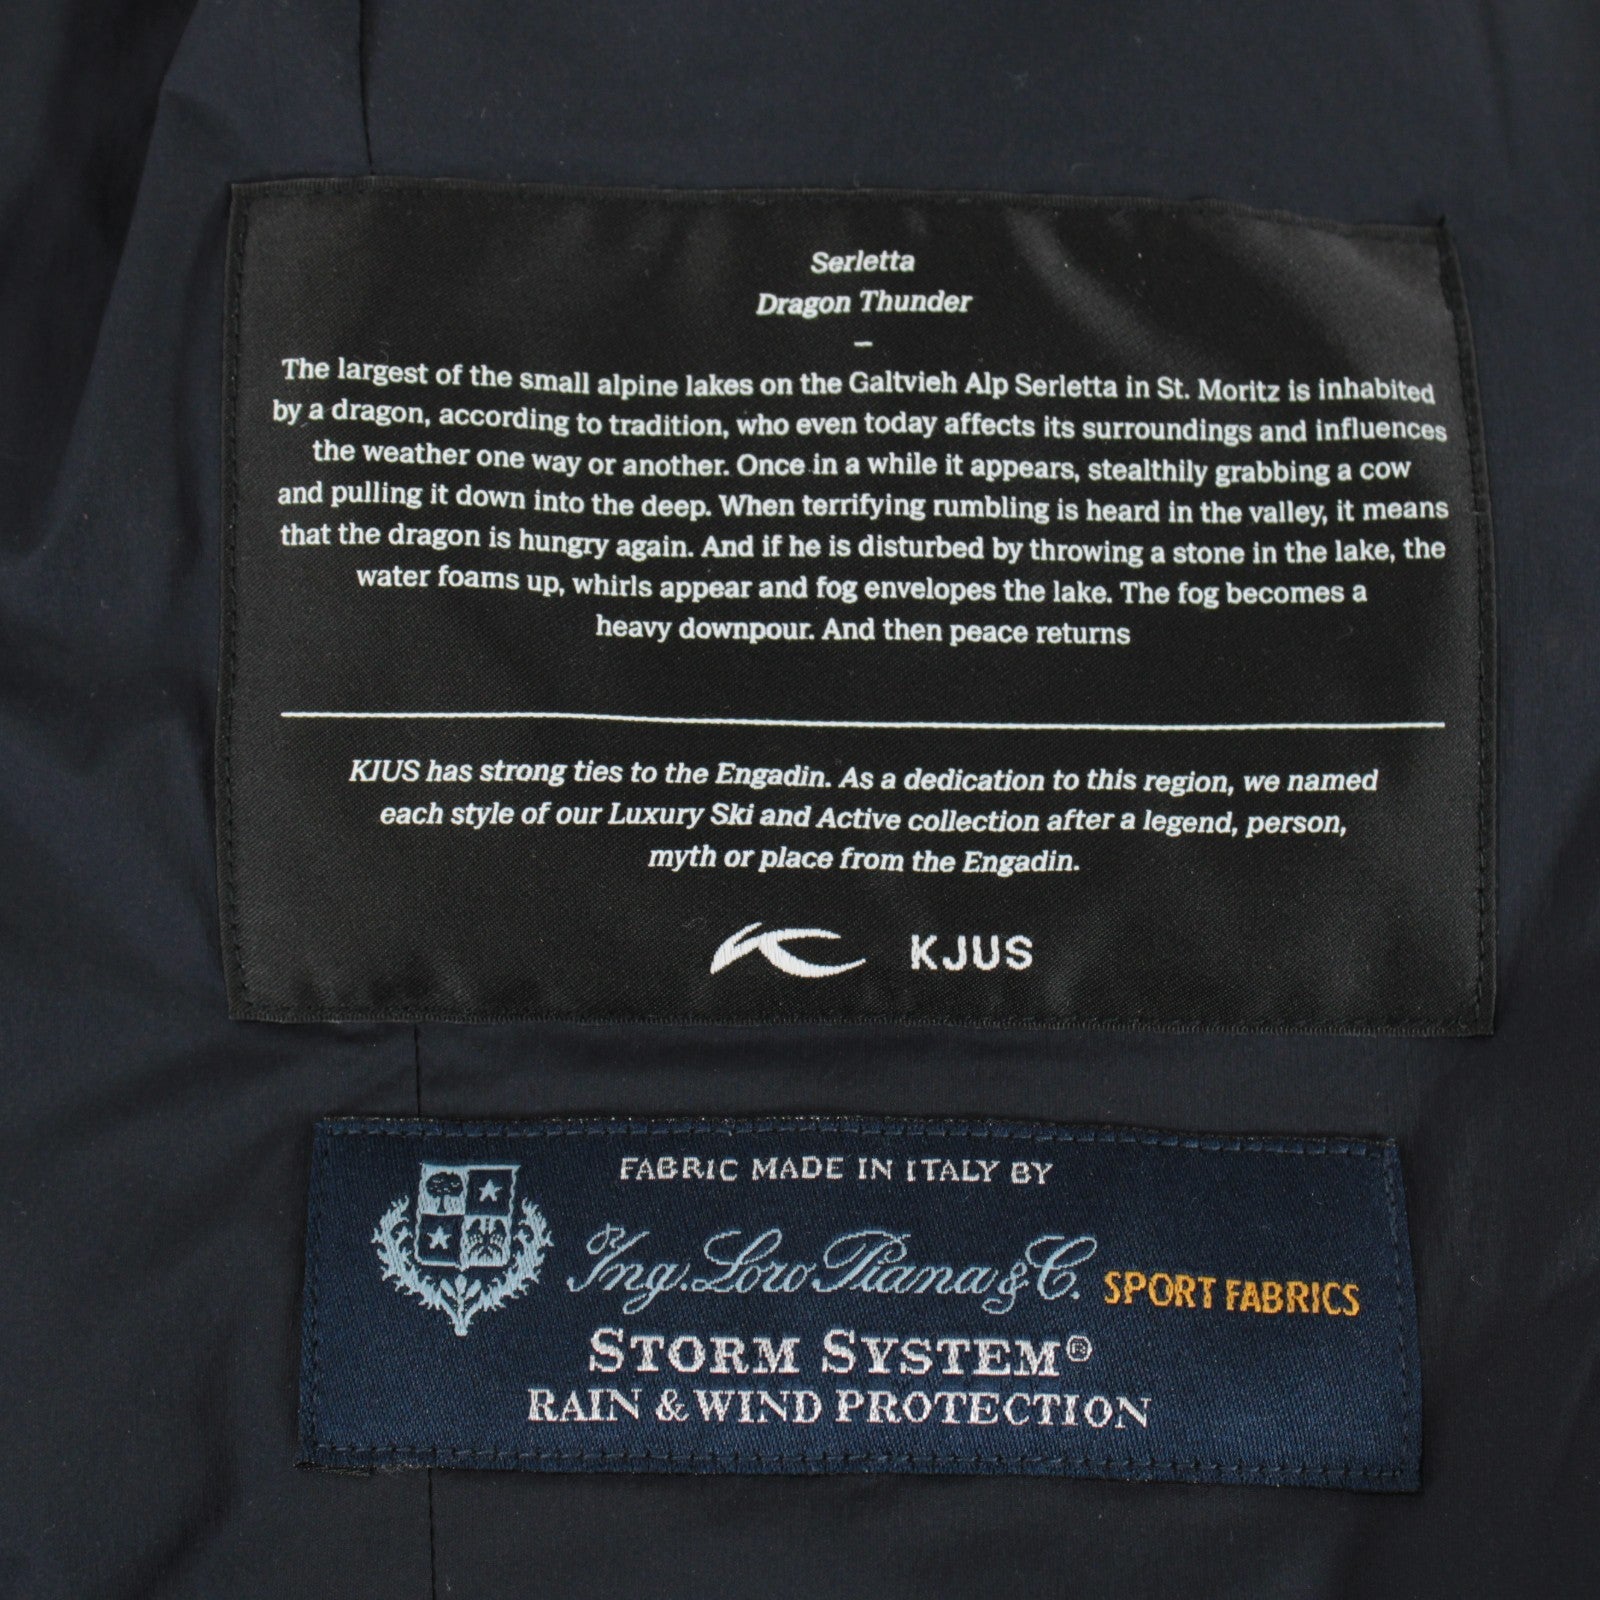 Serletta
Dragon Thunder
–
The largest of the small alpine lakes on the Galtvieh Alp Serletta in St. Moritz is inhabited
by a dragon, according to tradition, who even today affects its surroundings and influences
the weather one way or another. Once in a while it appears, stealthily grabbing a cow
and pulling it down into the deep. When terrifying rumbling is heard in the valley, it means
that the dragon is hungry again. And if he is disturbed by throwing a stone in the lake, the
water foams up, whirls appear and fog envelopes the lake. The fog becomes a
heavy downpour. And then peace returns
KJUS has strong ties to the Engadin. As a dedication to this region, we named
each style of our Luxury Ski and Active collection after a legend, person,
myth or place from the Engadin.
KJUS
FABRIC MADE IN ITALY BY
Ing. Loro Piana & C. SPORT FABRICS
STORM SYSTEM®
RAIN & WIND PROTECTION